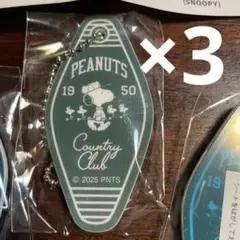 (SNOOPY)
×3
PEANUTS
19 50
Country
Club
© 2025 PNTS